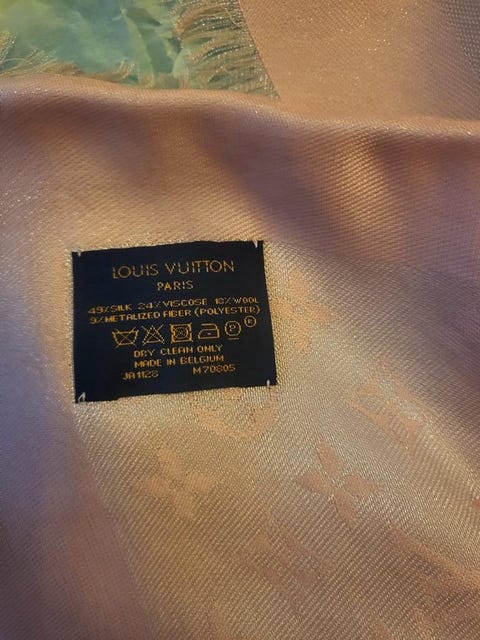 LOUIS VUITTON
PARIS
49%SILK 24%VISCOSE 18%WOOL
9%METALIZED FIBER (POLYESTER)
P
DRY CLEAN ONLY
MADE IN BELGIUM
JA1128 M70805